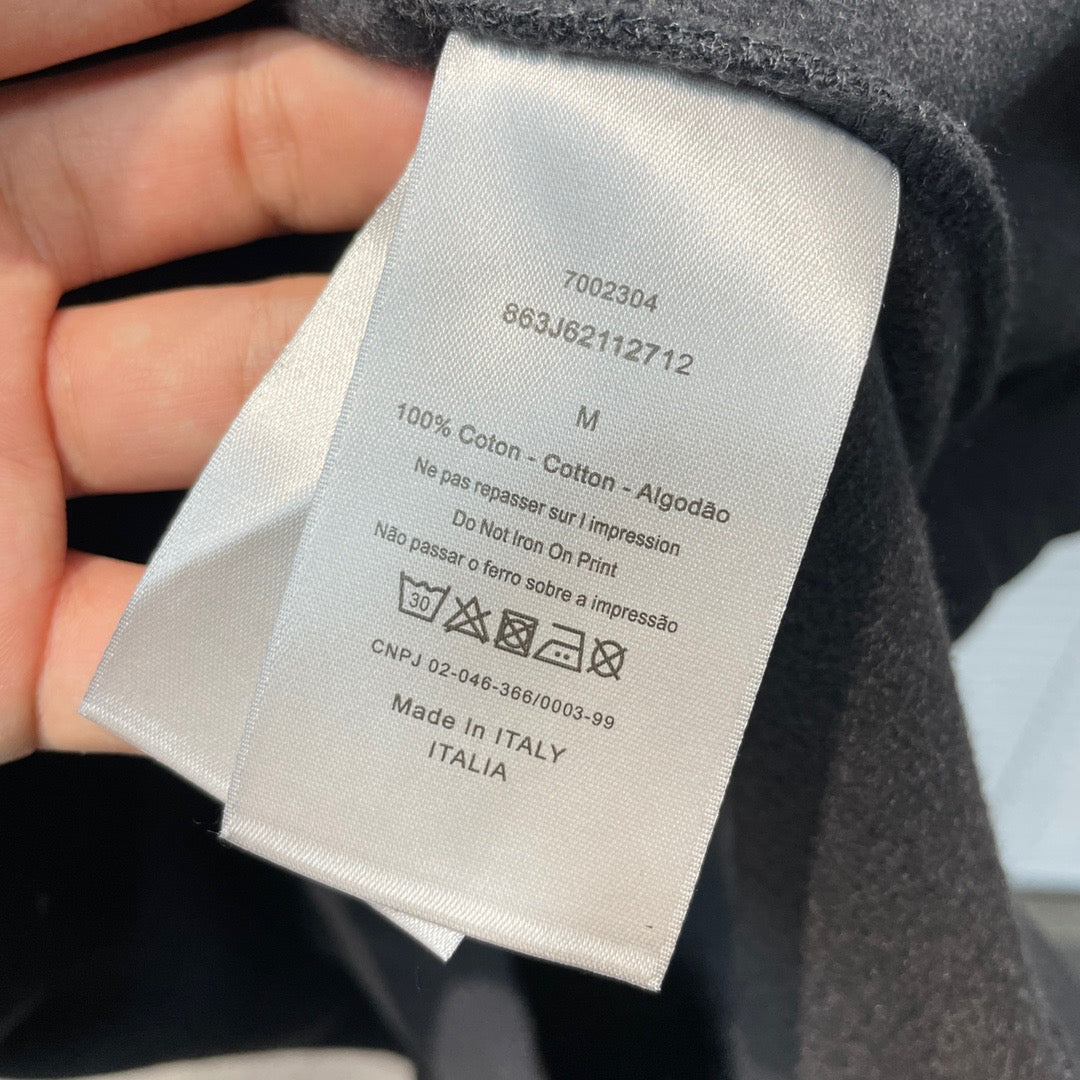 7002304
863J62112712
M
100% Coton - Cotton - Algodão
Ne pas repasser sur l impression
Do Not Iron On Print
Não passar o ferro sobre a impressão
30
CNPJ 02-046-366/0003-99
Made In ITALY
ITALIA